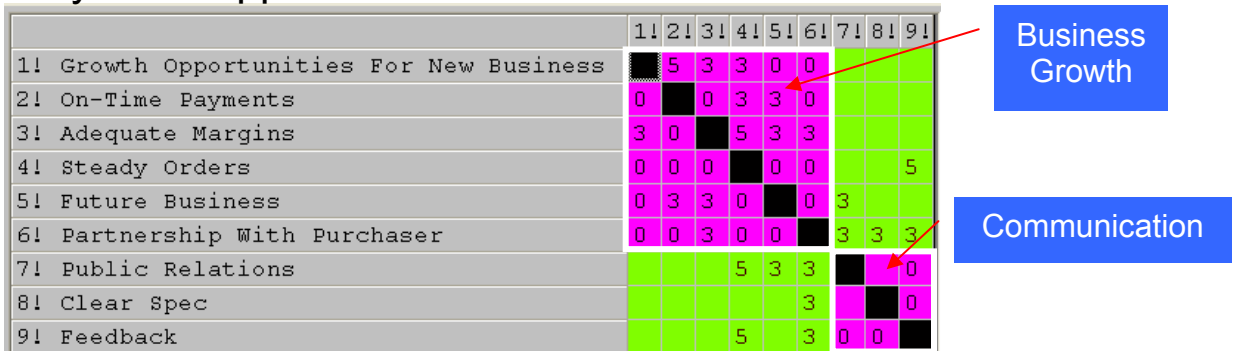 1! 2! 3! 4! 5! 6! 7! 8! 9!
Business
Growth
1! Growth Opportunities For New Business 5 3 3 0 0
2! On-Time Payments 0 0 3 3 0
3! Adequate Margins 3 0 5 3 3
4! Steady Orders 0 0 0 0 0 5
5! Future Business 0 3 3 0 0 3
6! Partnership With Purchaser 0 0 3 0 0 3 3 3
Communication
7! Public Relations 5 3 3 0
8! Clear Spec 3 0
9! Feedback 5 3 0 0